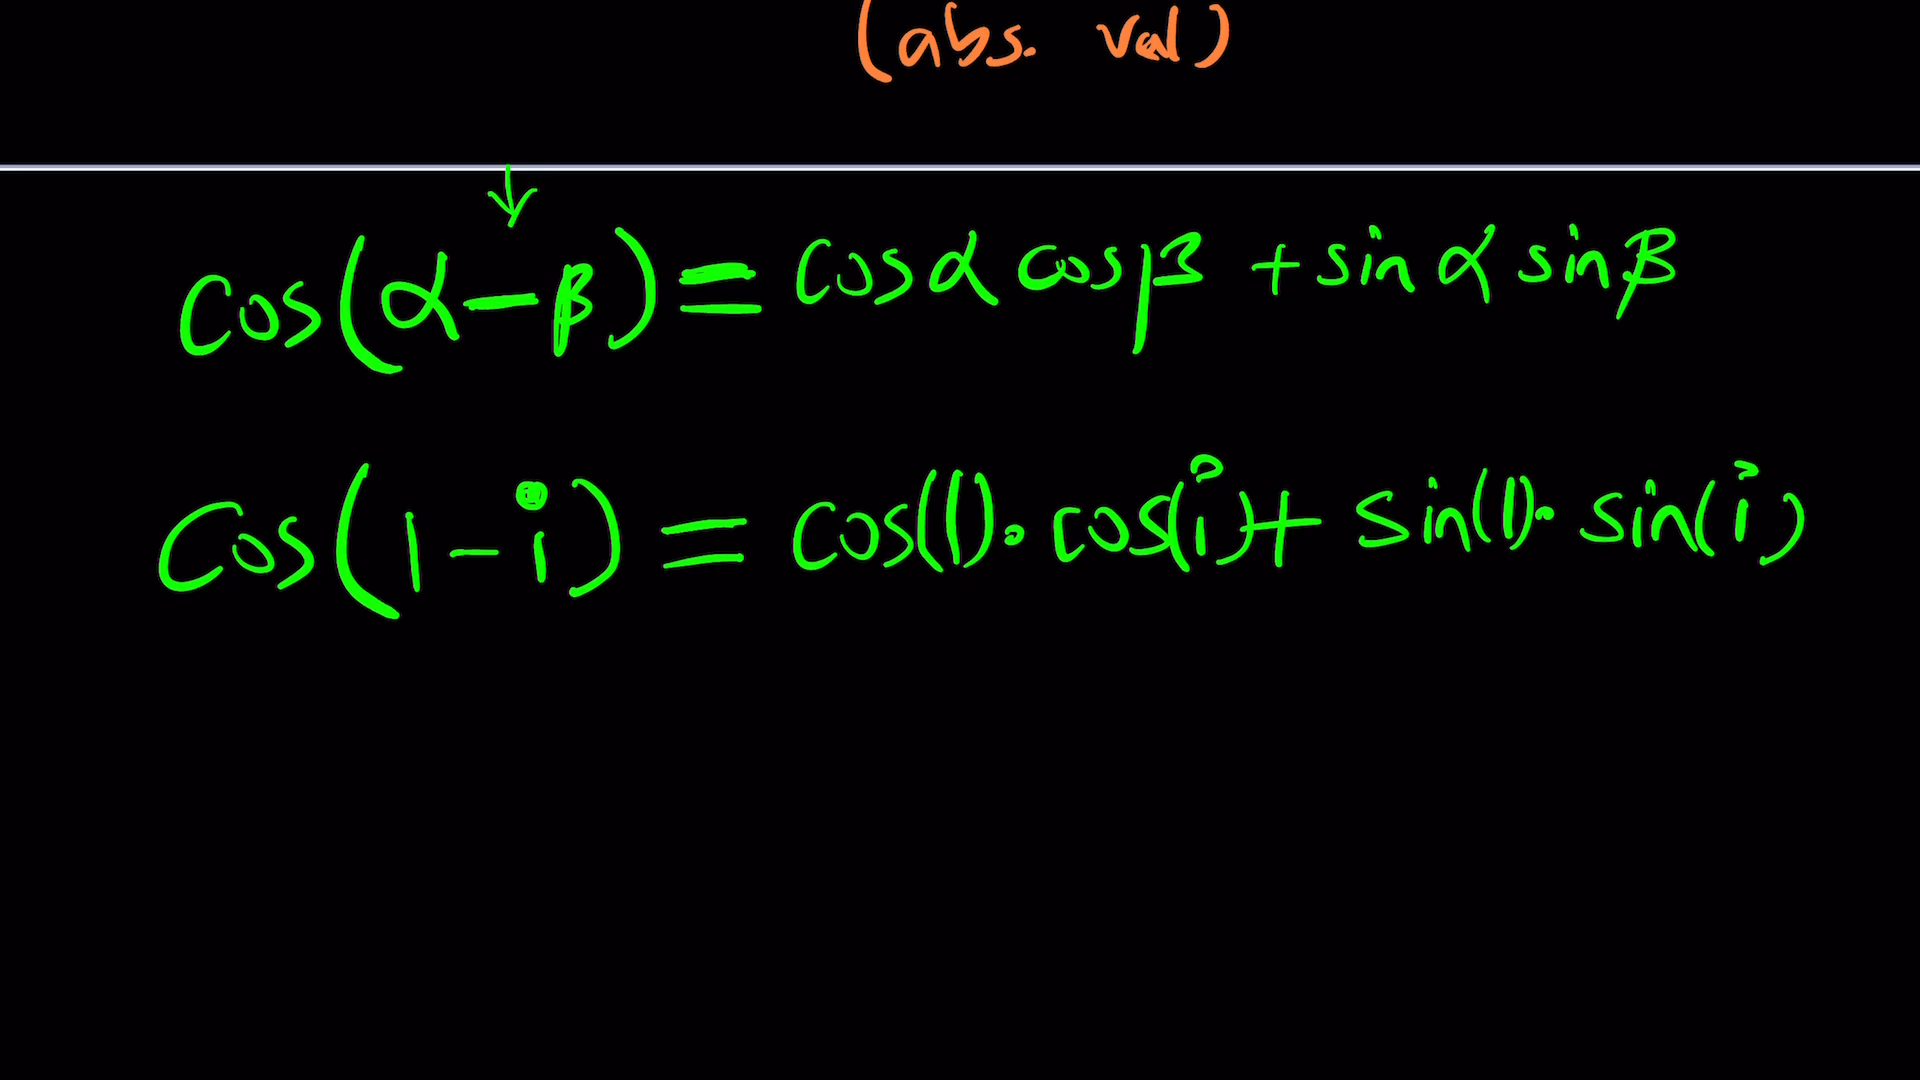 (abs. val)
Cos(α-β) = cosα cosβ + sinα sinβ
Cos(1-i) = cos(1)·cos(i) + sin(1)·sin(i)